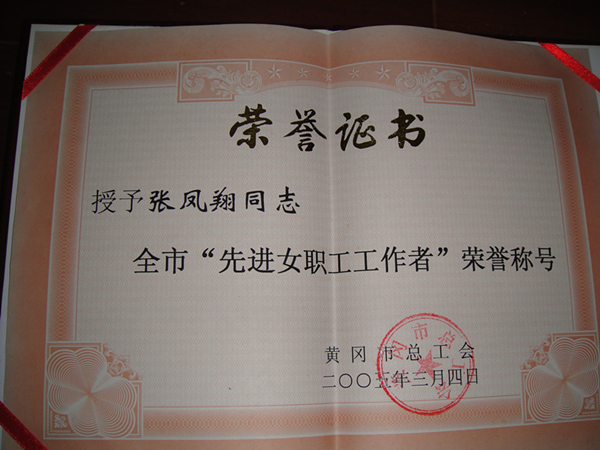 荣誉证书
授予张凤翔同志
全市“先进女职工工作者”荣誉称号
黄冈市总工会
二〇〇五年三月四日